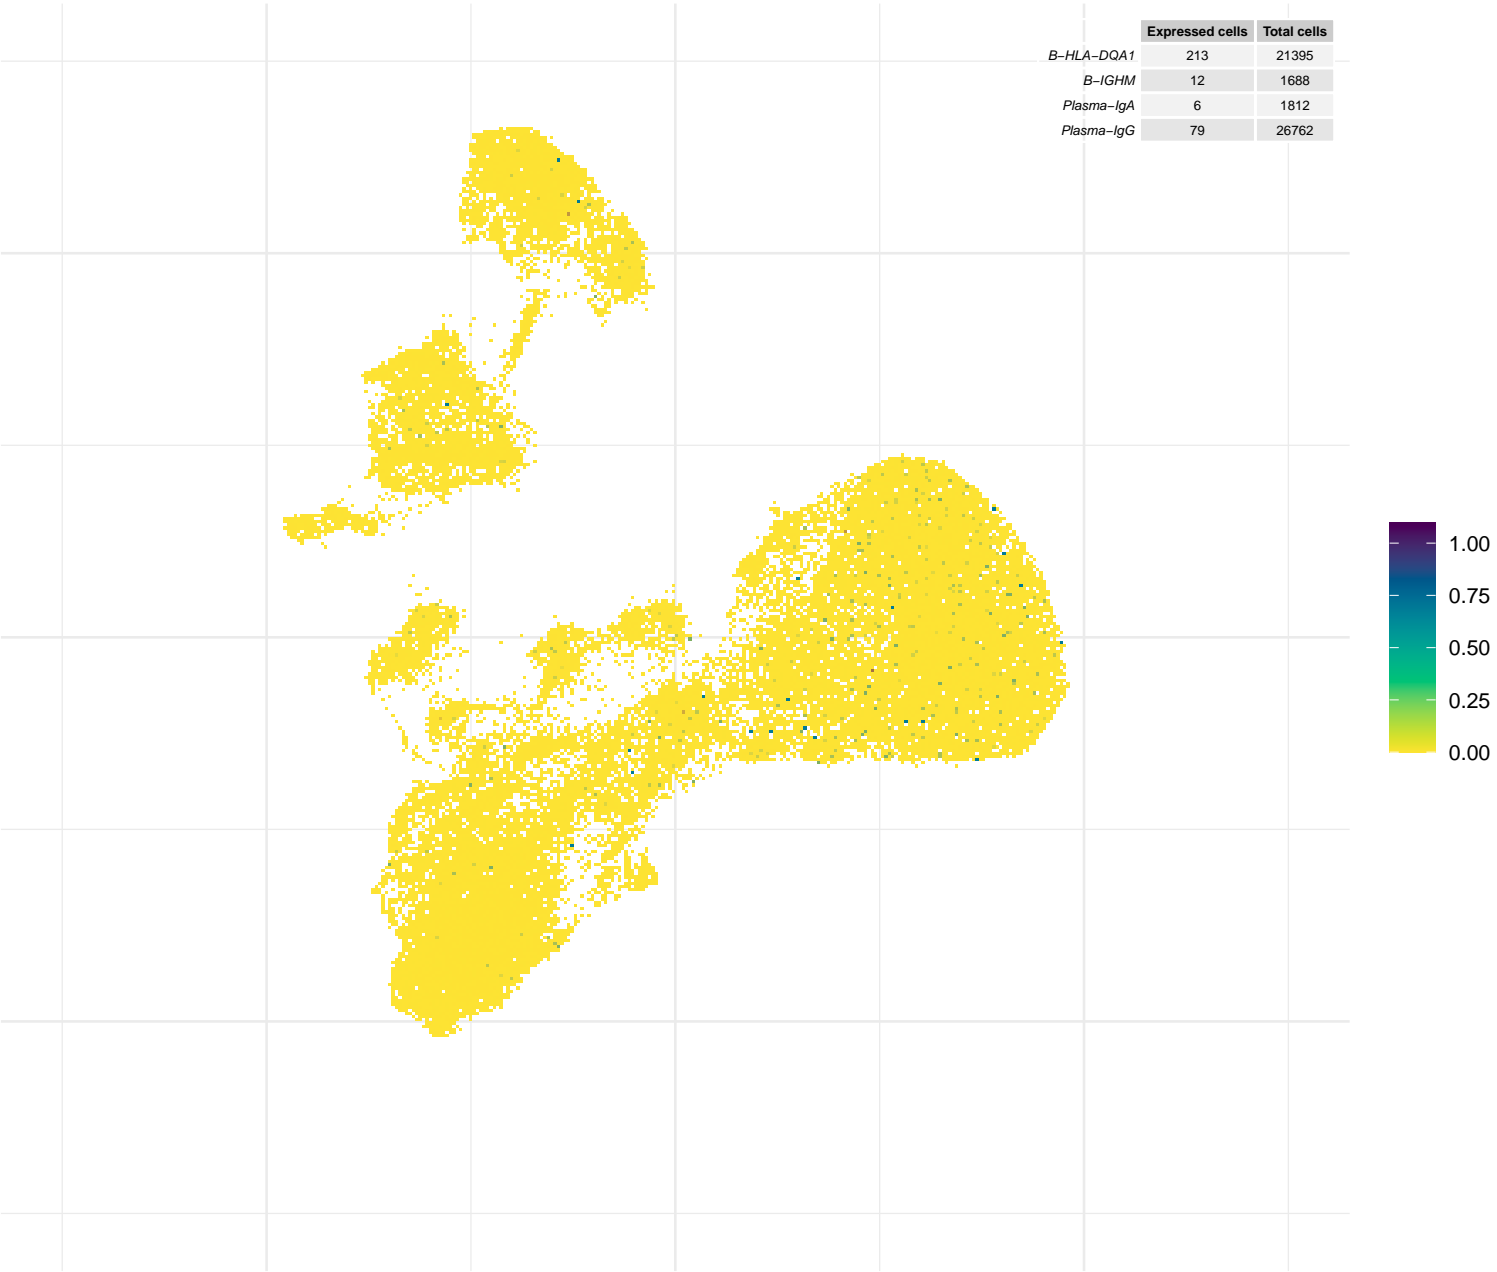 Expressed cells Total cells
B−HLA−DQA1 213 21395
B−IGHM 12 1688
Plasma−IgA 6 1812
Plasma−IgG 79 26762
1.00
0.75
0.50
0.25
0.00